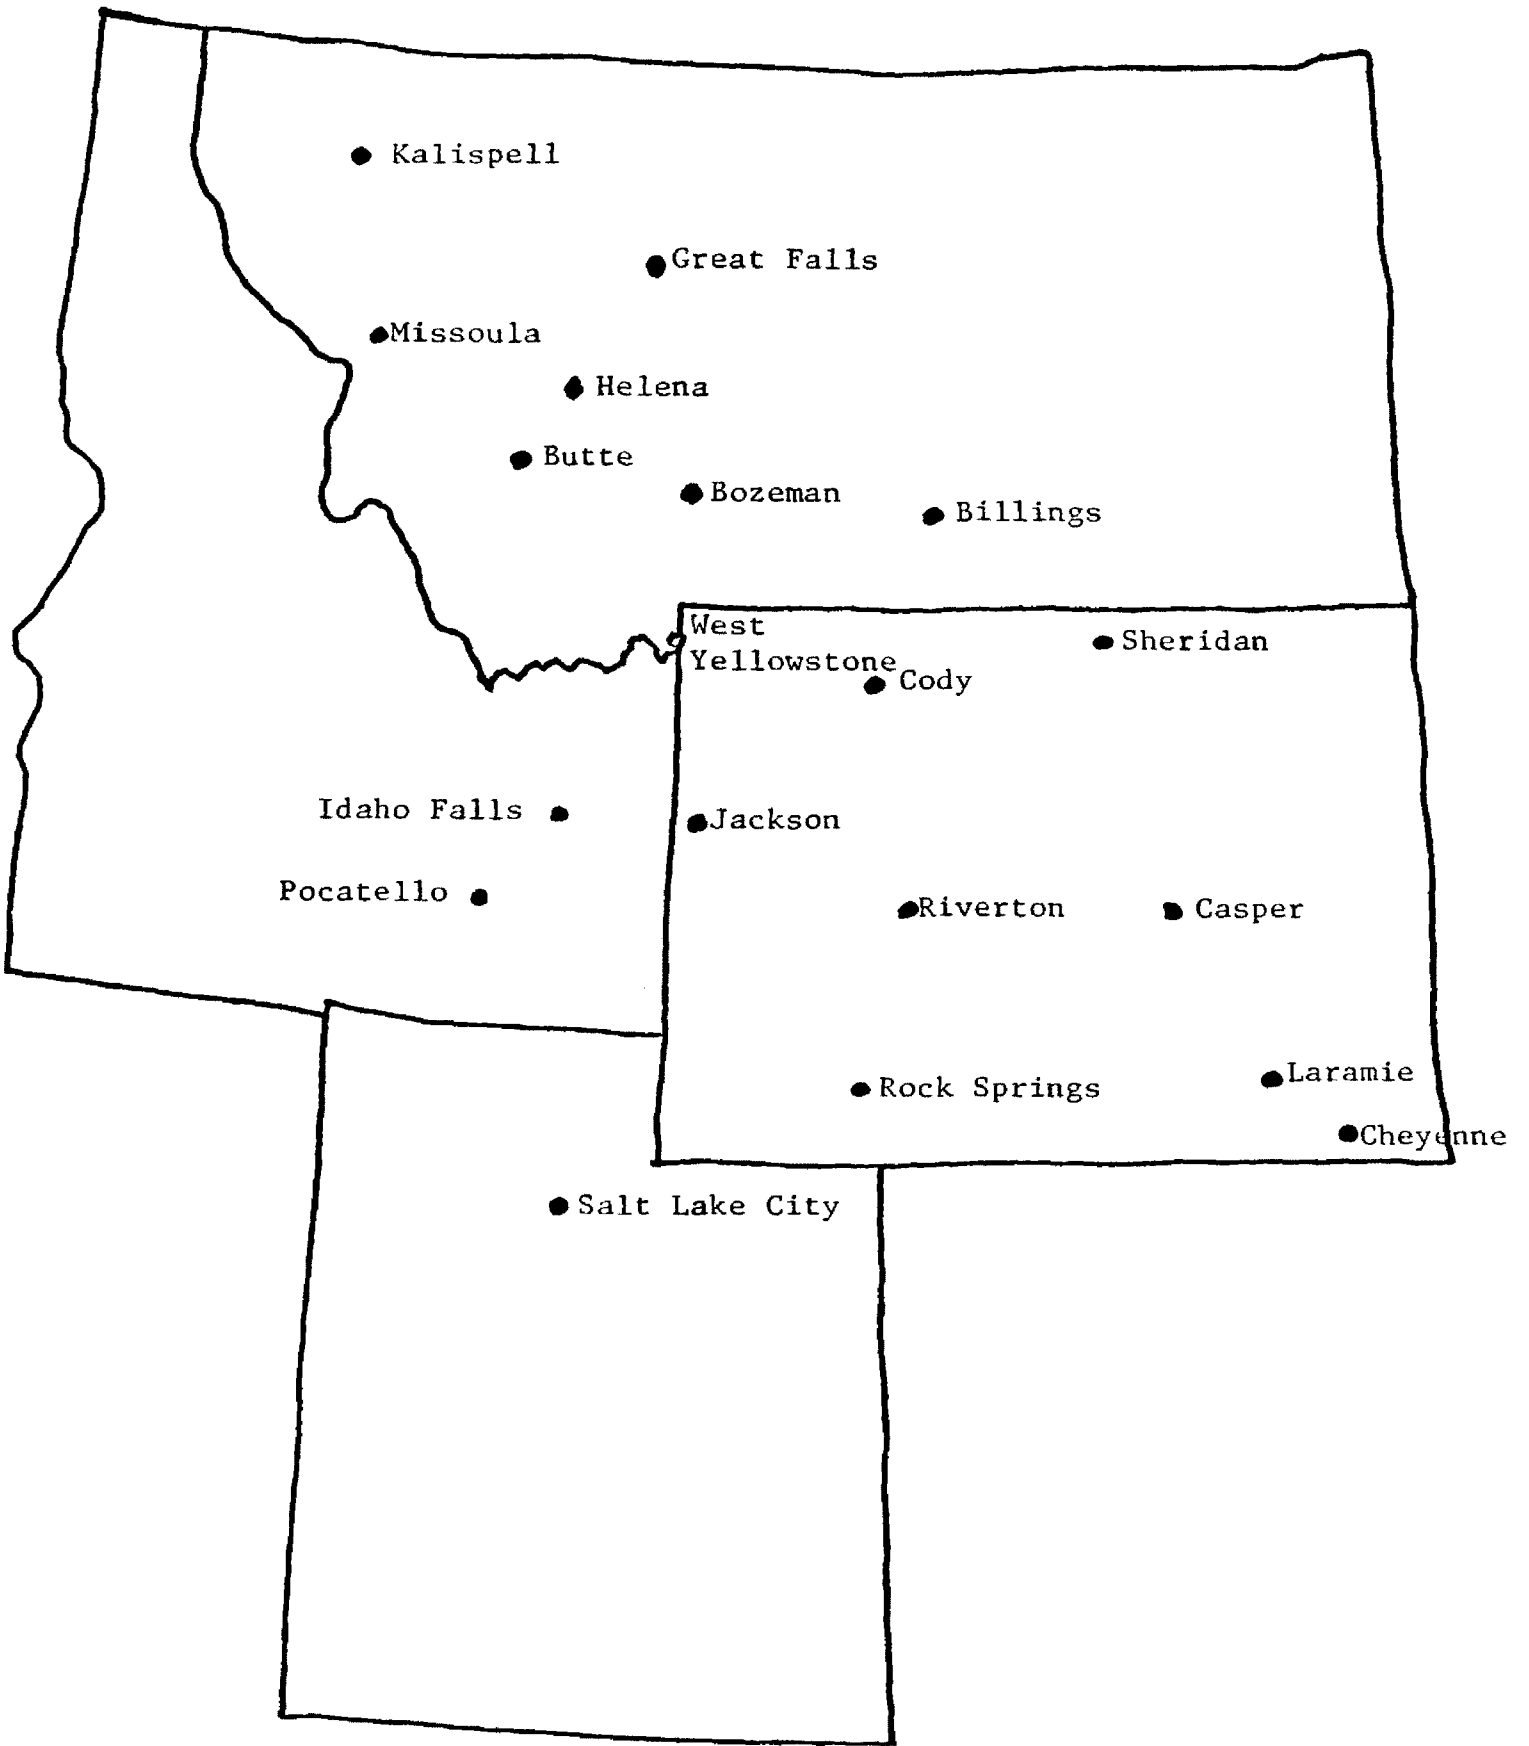 Kalispell
Great Falls
Missoula
Helena
Butte
Bozeman
Billings
West
Yellowstone
Sheridan
Cody
Idaho Falls
Jackson
Pocatello
Riverton
Casper
Rock Springs
Laramie
Cheyenne
Salt Lake City